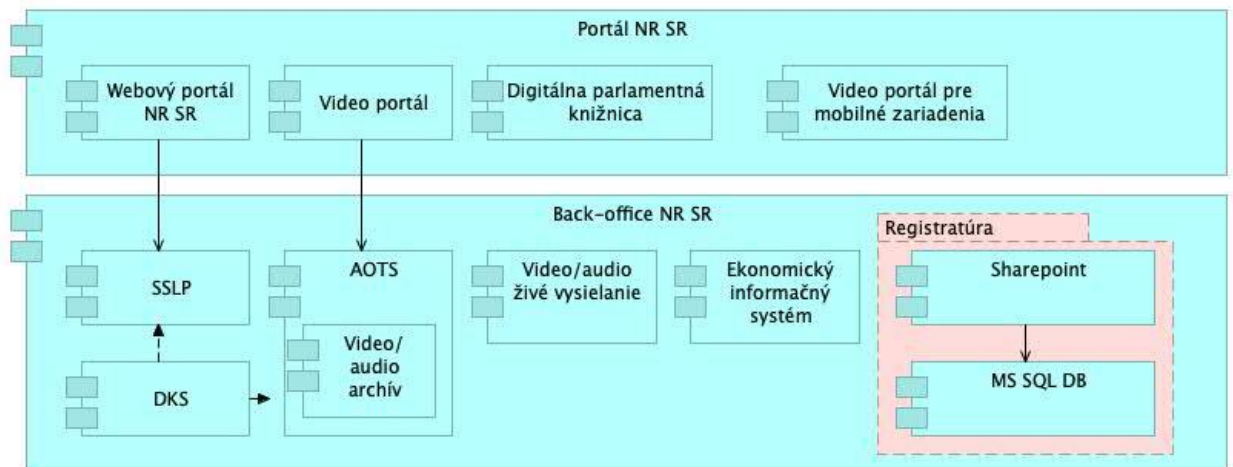 Portál NR SR
Webový portál
NR SR
Video portál
Digitálna parlamentná
knižnica
Video portál pre
mobilné zariadenia
Back-office NR SR
SSLP
DKS
AOTS
Video/
audio
archív
Video/audio
živé vysielanie
Ekonomický
informačný
systém
Registratúra
Sharepoint
MS SQL DB